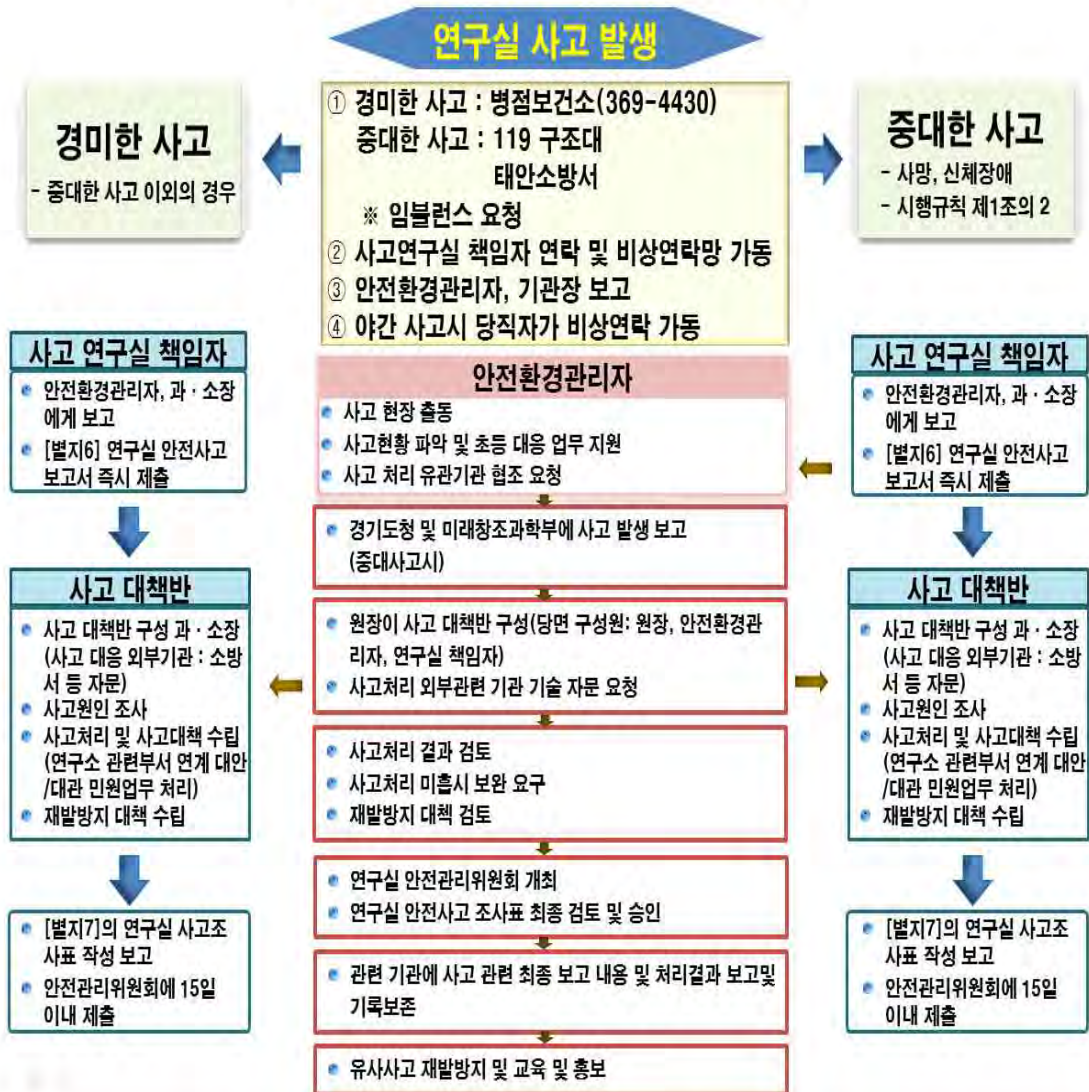 연구실 사고 발생
경미한 사고
- 중대한 사고 이외의 경우
① 경미한 사고 : 병점보건소(369-4430)
중대한 사고 : 119 구조대
태안소방서
※ 임블런스 요청
② 사고연구실 책임자 연락 및 비상연락망 가동
③ 안전환경관리자, 기관장 보고
④ 야간 사고시 당직자가 비상연락 가동
중대한 사고
- 사망, 신체장애
- 시행규칙 제1조의 2
사고 연구실 책임자
안전환경관리자, 과 · 소장
에게 보고
[별지6] 연구실 안전사고
보고서 즉시 제출
사고 대책반
사고 대책반 구성 과 · 소장
(사고 대응 외부기관 : 소방
서 등 자문)
사고원인 조사
사고처리 및 사고대책 수립
(연구소 관련부서 연계 대안
/대관 민원업무 처리)
재발방지 대책 수립
[별지7]의 연구실 사고조
사표 작성 보고
안전관리위원회에 15일
이내 제출
안전환경관리자
사고 현장 출동
사고현황 파악 및 초등 대응 업무 지원
사고 처리 유관기관 협조 요청
경기도청 및 미래창조과학부에 사고 발생 보고
(중대사고시)
원장이 사고 대책반 구성(당면 구성원: 원장, 안전환경관
리자, 연구실 책임자)
사고처리 외부관련 기관 기술 자문 요청
사고처리 결과 검토
사고처리 미흡시 보완 요구
재발방지 대첵 검토
연구실 안전관리위원회 개최
연구실 안전사고 조사표 최종 검토 및 승인
관련 기관에 사고 관련 최종 보고 내용 및 처리결과 보고및
기록보존
유사사고 재발방지 및 교육 및 홍보
사고 연구실 책임자
안전환경관리자, 과 · 소장
에게 보고
[별지6] 연구실 안전사고
보고서 즉시 제출
사고 대책반
사고 대책반 구성 과 · 소장
(사고 대응 외부기관 : 소방
서 등 자문)
사고원인 조사
사고처리 및 사고대책 수립
(연구소 관련부서 연계 대안
/대관 민원업무 처리)
재발방지 대책 수립
[별지7]의 연구실 사고조
사표 작성 보고
안전관리위원회에 15일
이내 제출